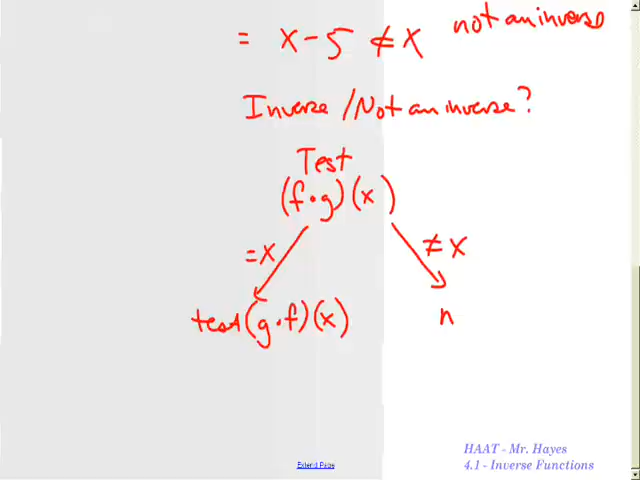 = x - 5 ≠ x not an inverse
Inverse / Not an inverse?
Test
(f∘g)(x)
=x ≠ x
test (g∘f)(x) n
HAAT - Mr. Hayes
Extend Page 4.1 - Inverse Functions